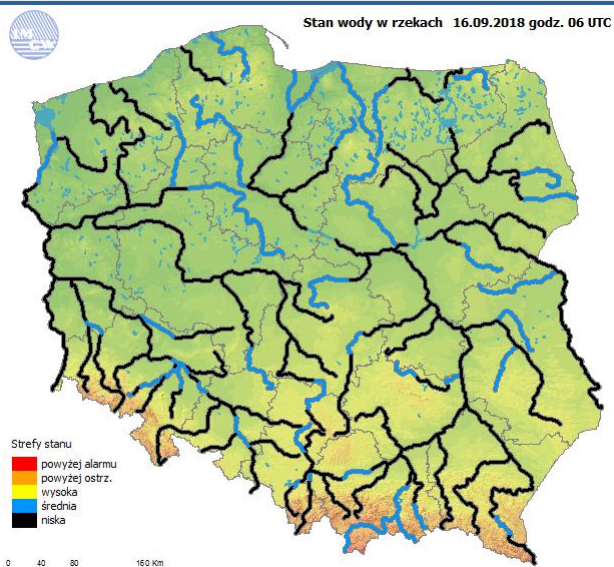 Stan wody w rzekach 16.09.2018 godz. 06 UTC
Strefy stanu
powyżej alarmu
powyżej ostrz.
wysoka
średnia
niska
0 40 80 160 Km